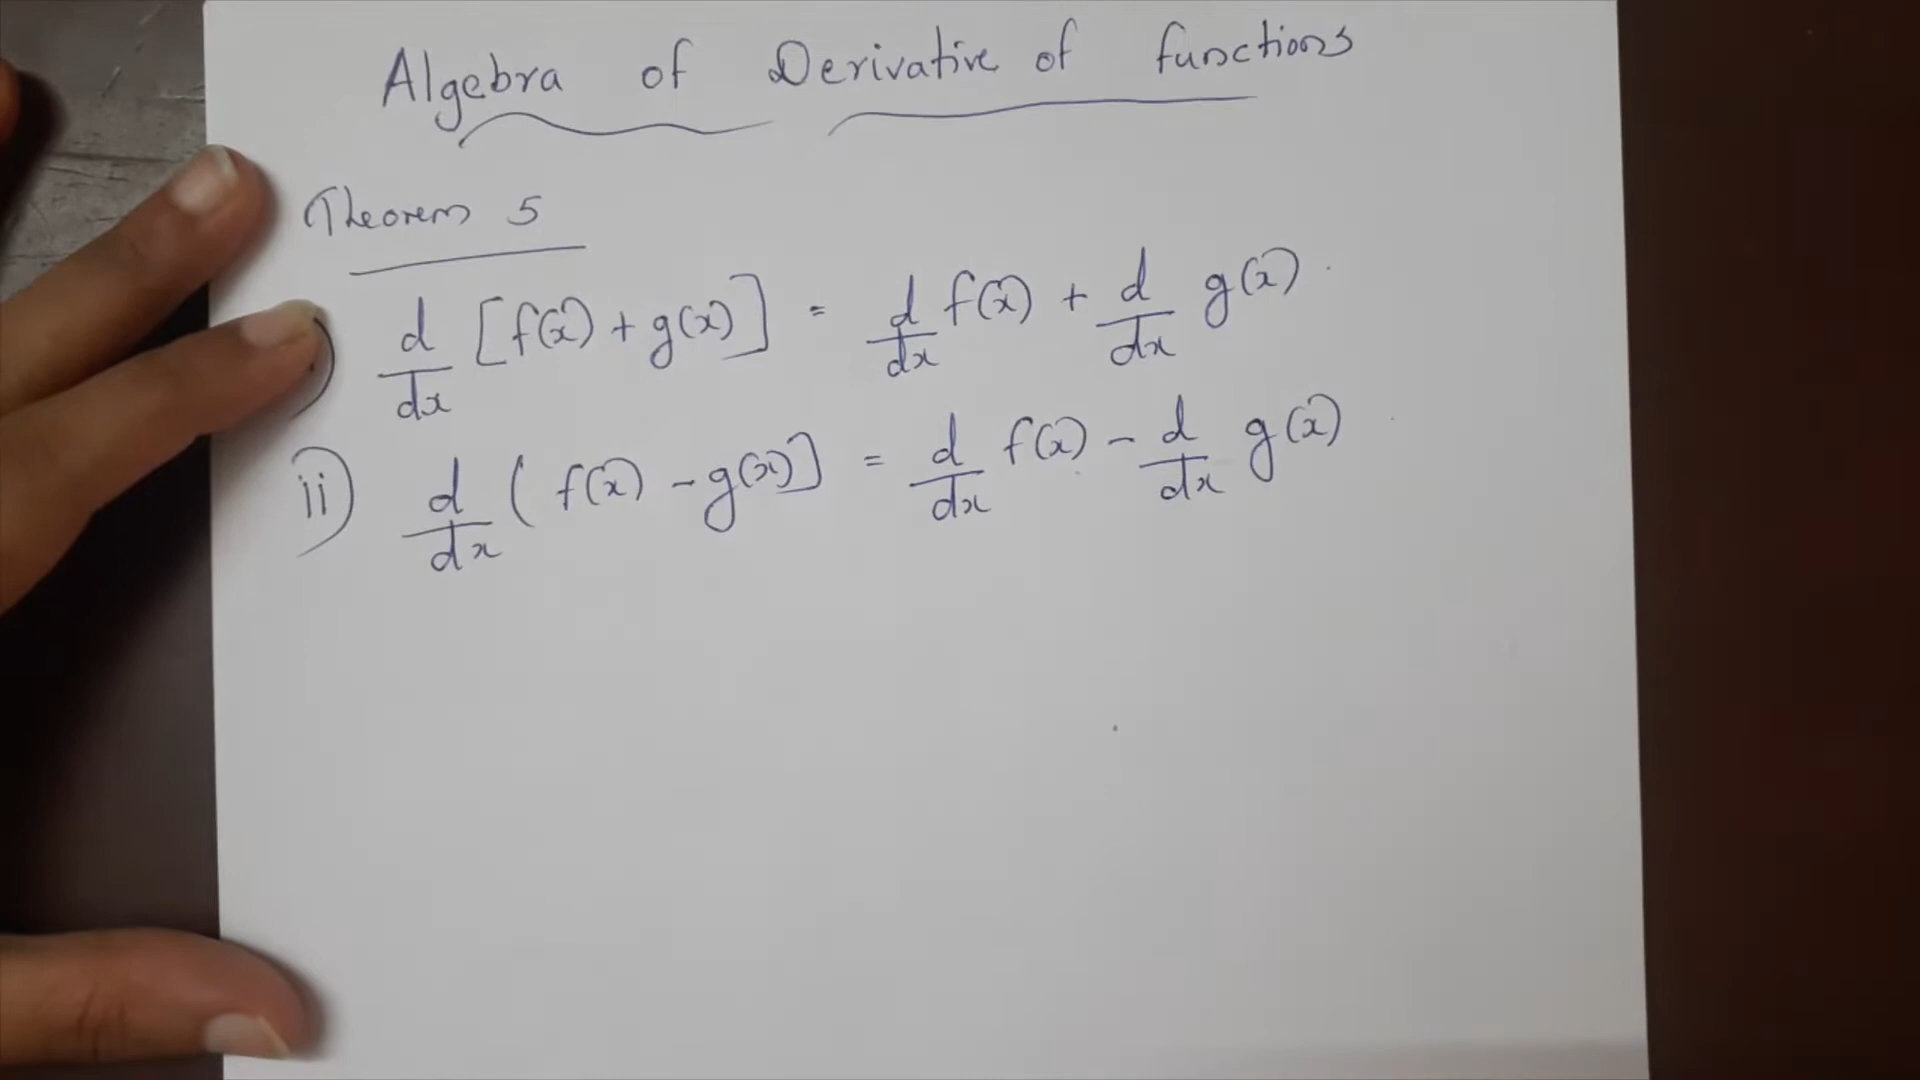 Algebra of Derivative of functions
Theorem 5
) d/dx [f(x) + g(x)] = d/dx f(x) + d/dx g(x).
ii) d/dx ( f(x) - g(x)] = d/dx f(x) - d/dx g(x)